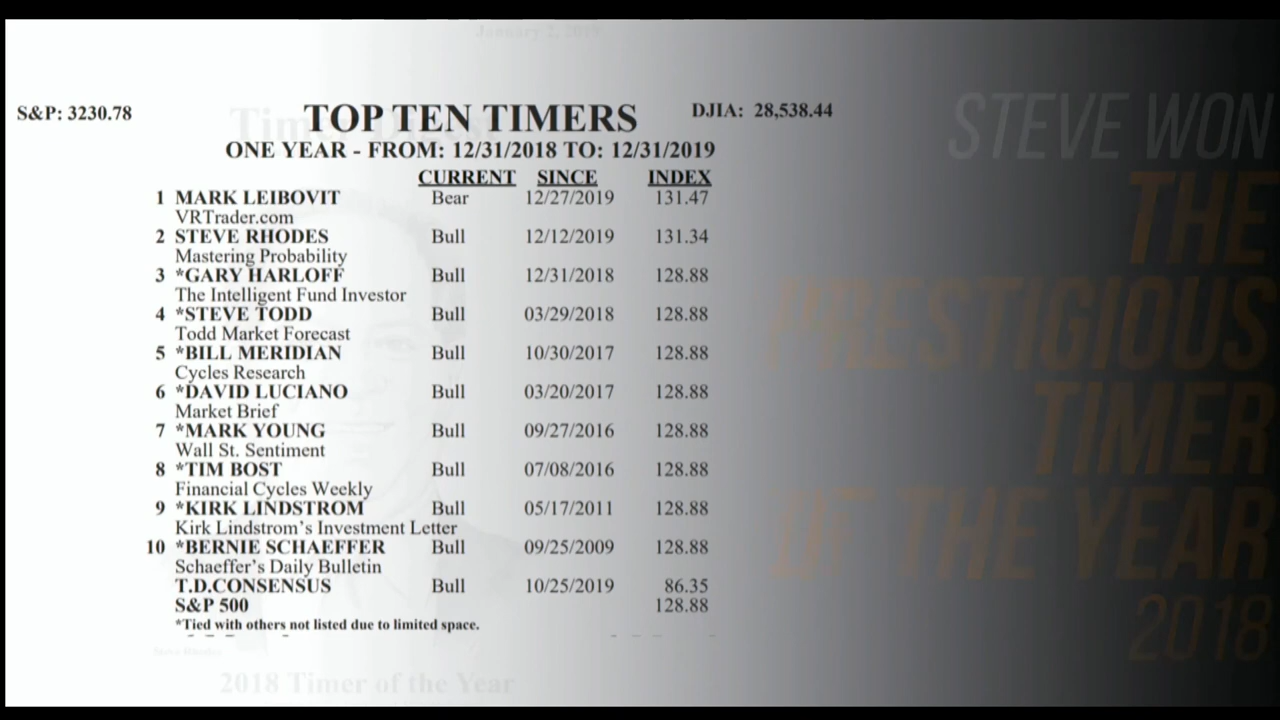 January 2, 2019
S&P: 3230.78
TOP TEN TIMERS
DJIA: 28,538.44
Timer Digest
ONE YEAR - FROM: 12/31/2018 TO: 12/31/2019
CURRENT SINCE INDEX
1 MARK LEIBOVIT Bear 12/27/2019 131.47
VRTrader.com
2 STEVE RHODES Bull 12/12/2019 131.34
Mastering Probability
3 *GARY HARLOFF Bull 12/31/2018 128.88
The Intelligent Fund Investor
4 *STEVE TODD Bull 03/29/2018 128.88
Todd Market Forecast
5 *BILL MERIDIAN Bull 10/30/2017 128.88
Cycles Research
6 *DAVID LUCIANO Bull 03/20/2017 128.88
Market Brief
7 *MARK YOUNG Bull 09/27/2016 128.88
Wall St. Sentiment
8 *TIM BOST Bull 07/08/2016 128.88
Financial Cycles Weekly
9 *KIRK LINDSTROM Bull 05/17/2011 128.88
Kirk Lindstrom's Investment Letter
10 *BERNIE SCHAEFFER Bull 09/25/2009 128.88
Schaeffer's Daily Bulletin
T.D.CONSENSUS Bull 10/25/2019 86.35
S&P 500 128.88
*Tied with others not listed due to limited space.
Steve Rhodes
2018 Timer of the Year
STEVE WON
THE
PRESTIGIOUS
TIMER
OF THE YEAR
2018